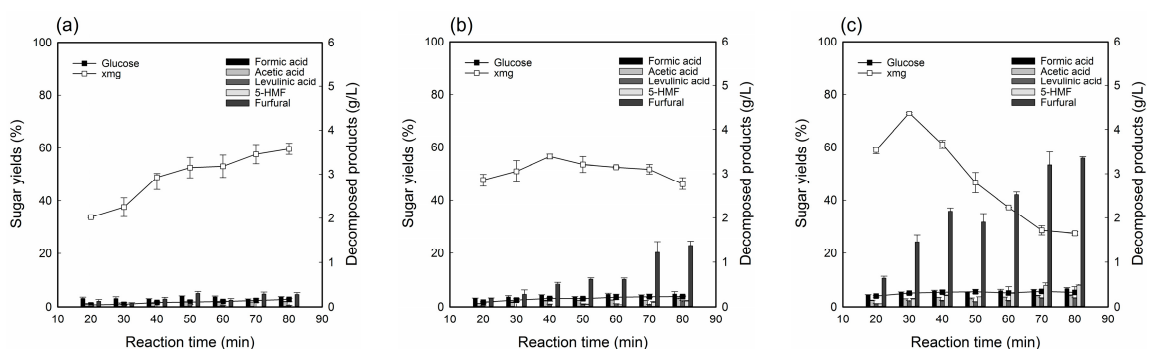 (a)
100
80
60
40
20
0
Sugar yields (%)
Glucose
xmg
Formic acid
Acetic acid
Levulinic acid
5-HMF
Furfural
6
5
4
3
2
1
0
Decomposed products (g/L)
10 20 30 40 50 60 70 80 90
Reaction time (min)
(b)
100
80
60
40
20
0
Sugar yields (%)
Glucose
xmg
Formic acid
Acetic acid
Levulinic acid
5-HMF
Furfural
6
5
4
3
2
1
0
Decomposed products (g/L)
10 20 30 40 50 60 70 80 90
Reaction time (min)
(c)
100
80
60
40
20
0
Sugar yields (%)
Glucose
xmg
Formic acid
Acetic acid
Levulinic acid
5-HMF
Furfural
6
5
4
3
2
1
0
Decomposed products (g/L)
10 20 30 40 50 60 70 80 90
Reaction time (min)